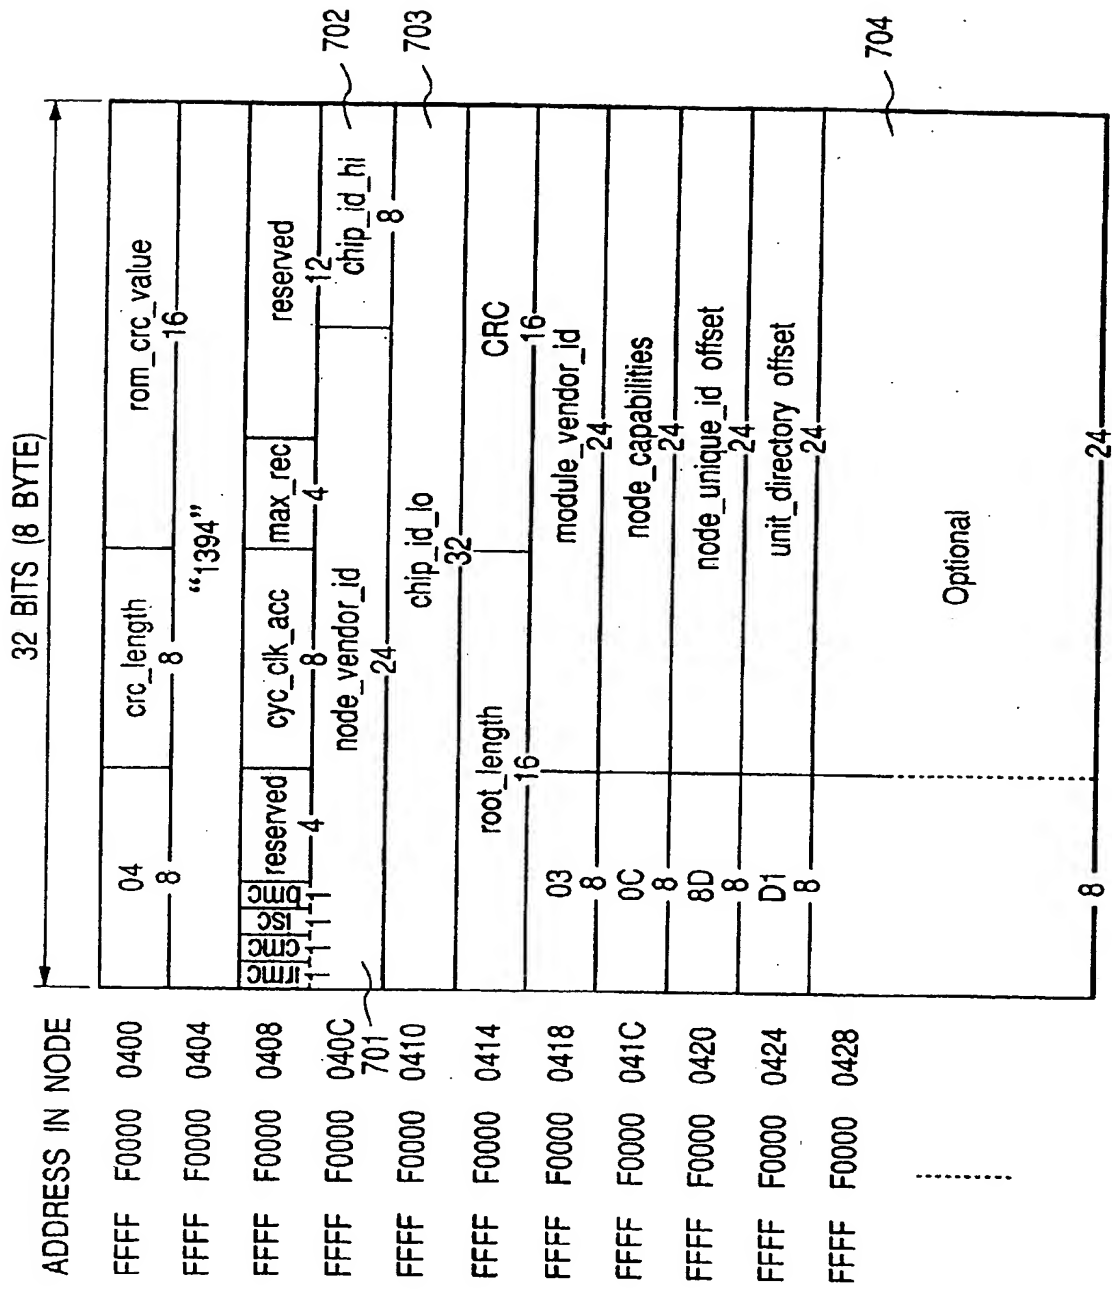 32 BITS (8 BYTE)
ADDRESS IN NODE
FFFF F0000 0400 04 crc_length rom_crc_value
8 8 16
FFFF F0000 0404 “1394”
FFFF F0000 0408 irmc cmc isc bmc reserved cyc_clk_acc max_rec reserved
1 1 1 1 4 8 4 12
FFFF F0000 040C node_vendor_id chip_id_hi 702
701 24 8
FFFF F0000 0410 chip_id_lo 703
32
FFFF F0000 0414 root_length CRC
16 16
FFFF F0000 0418 03 module_vendor_id
8 24
FFFF F0000 041C 0C node_capabilities
8 24
FFFF F0000 0420 8D node_unique_id offset
8 24
FFFF F0000 0424 D1 unit_directory offset
8 24
FFFF F0000 0428 704
Optional
8 24